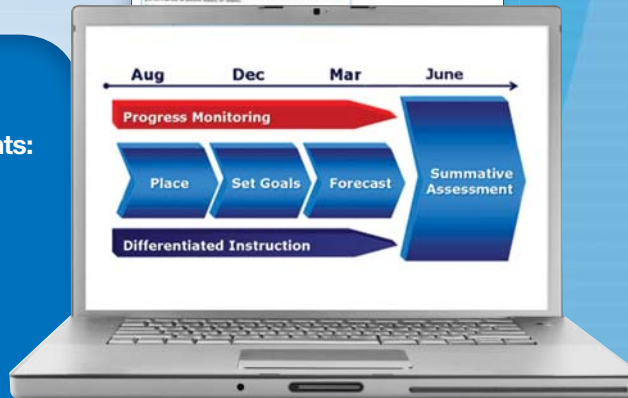 nts:
Aug Dec Mar June
Progress Monitoring
Place Set Goals Forecast
Summative
Assessment
Differentiated Instruction